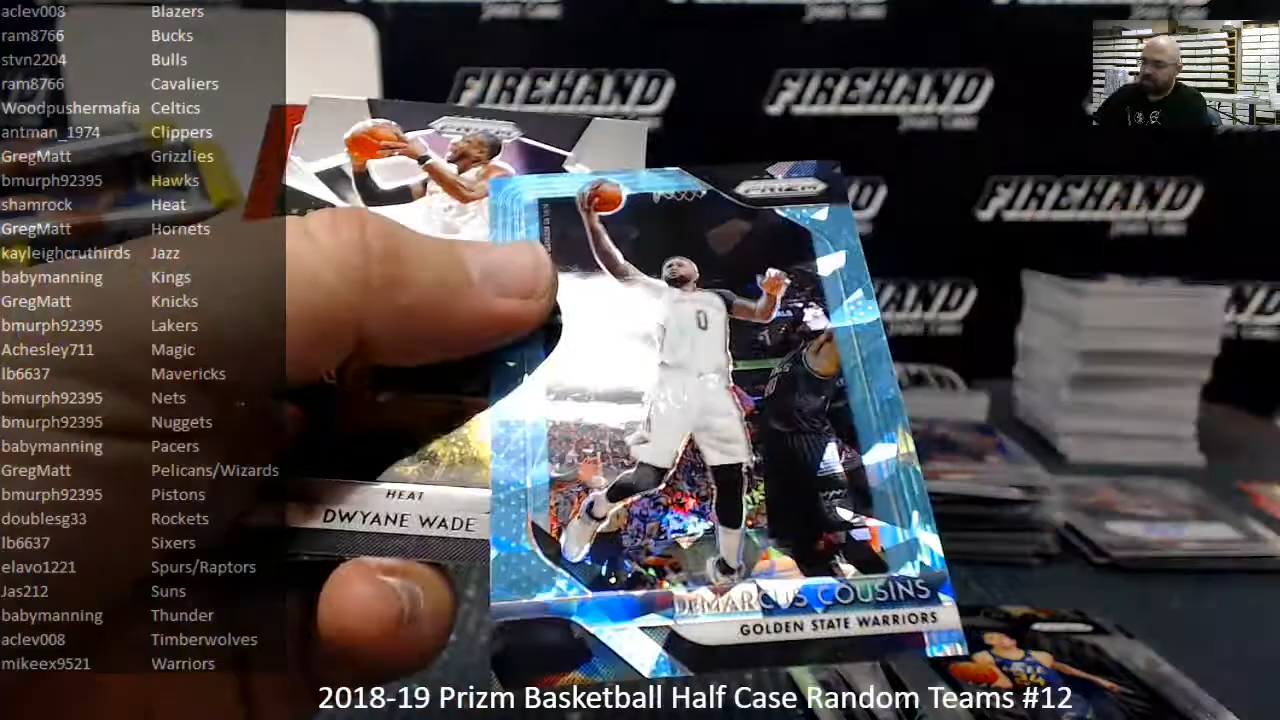 aclev008 Blazers
ram8766 Bucks
stvn2204 Bulls
ram8766 Cavaliers
Woodpushermafia Celtics
antman_1974 Clippers
GregMatt Grizzlies
bmurph92395 Hawks
shamrock Heat
GregMatt Hornets
kayleighcruthirds Jazz
babymanning Kings
GregMatt Knicks
bmurph92395 Lakers
Achesley711 Magic
lb6637 Mavericks
bmurph92395 Nets
bmurph92395 Nuggets
babymanning Pacers
GregMatt Pelicans/Wizards
bmurph92395 Pistons
doublesg33 Rockets
lb6637 Sixers
elavo1221 Spurs/Raptors
Jas212 Suns
babymanning Thunder
aclev008 Timberwolves
mikeex9521 Warriors
FIREHAND
FIREHAND
FIREHAND
HAND
PRIZM
0
HEAT
DWYANE WADE
DEMARCUS COUSINS
GOLDEN STATE WARRIORS
24
2018-19 Prizm Basketball Half Case Random Teams #12